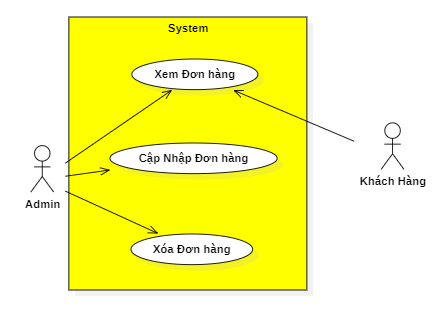 System
Xem Đơn hàng
Cập Nhập Đơn hàng
Khách Hàng
Admin
Xóa Đơn hàng